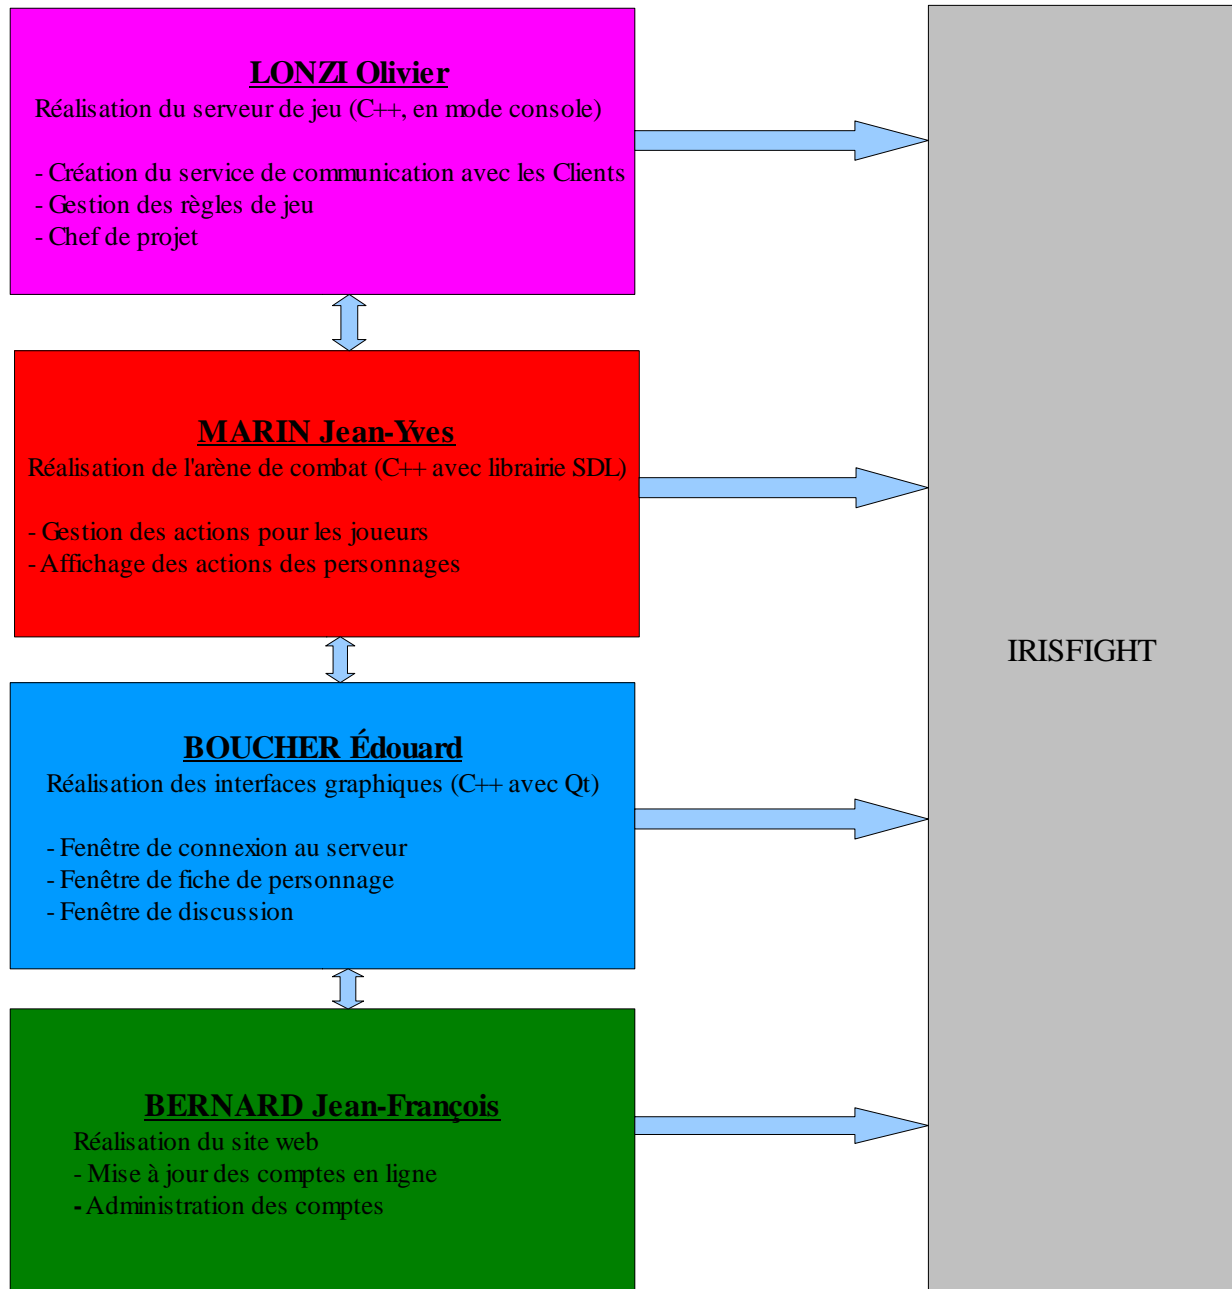 LONZI Olivier
Réalisation du serveur de jeu (C++, en mode console)
- Création du service de communication avec les Clients
- Gestion des règles de jeu
- Chef de projet
MARIN Jean-Yves
Réalisation de l'arène de combat (C++ avec librairie SDL)
- Gestion des actions pour les joueurs
- Affichage des actions des personnages
IRISFIGHT
BOUCHER Édouard
Réalisation des interfaces graphiques (C++ avec Qt)
- Fenêtre de connexion au serveur
- Fenêtre de fiche de personnage
- Fenêtre de discussion
BERNARD Jean-François
Réalisation du site web
- Mise à jour des comptes en ligne
- Administration des comptes